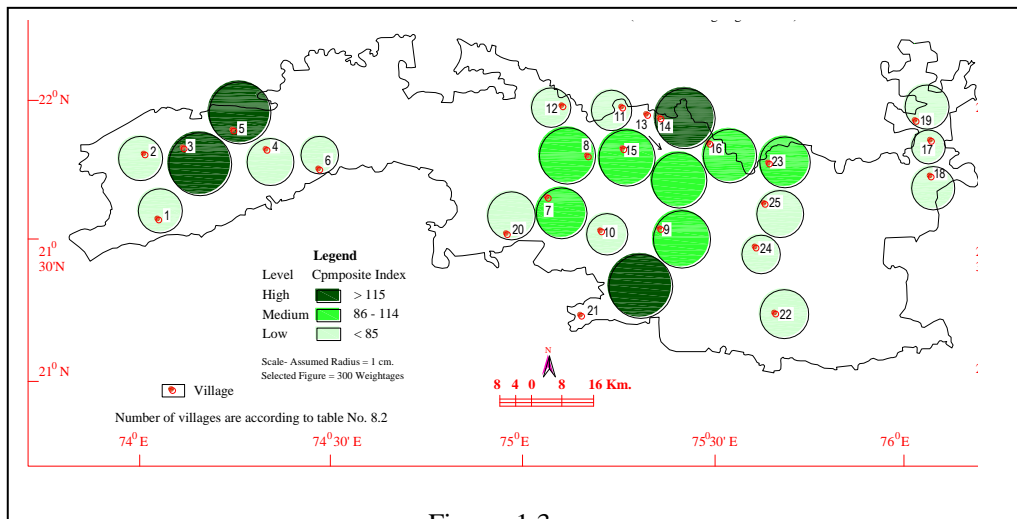 22⁰ N
12
11
13
14
19
2
3
5
4
6
8
15
16
23
17
18
1
7
25
20
10
9
24
21⁰
30'N
Legend
Level Cpmposite Index
High > 115
Medium 86 - 114
Low < 85
21
22
Scale- Assumed Radius = 1 cm.
Selected Figure = 300 Weightages
N
21⁰ N
Village
8 4 0 8 16 Km.
Number of villages are according to table No. 8.2
74⁰ E
74⁰30' E
75⁰ E
75⁰30' E
76⁰ E